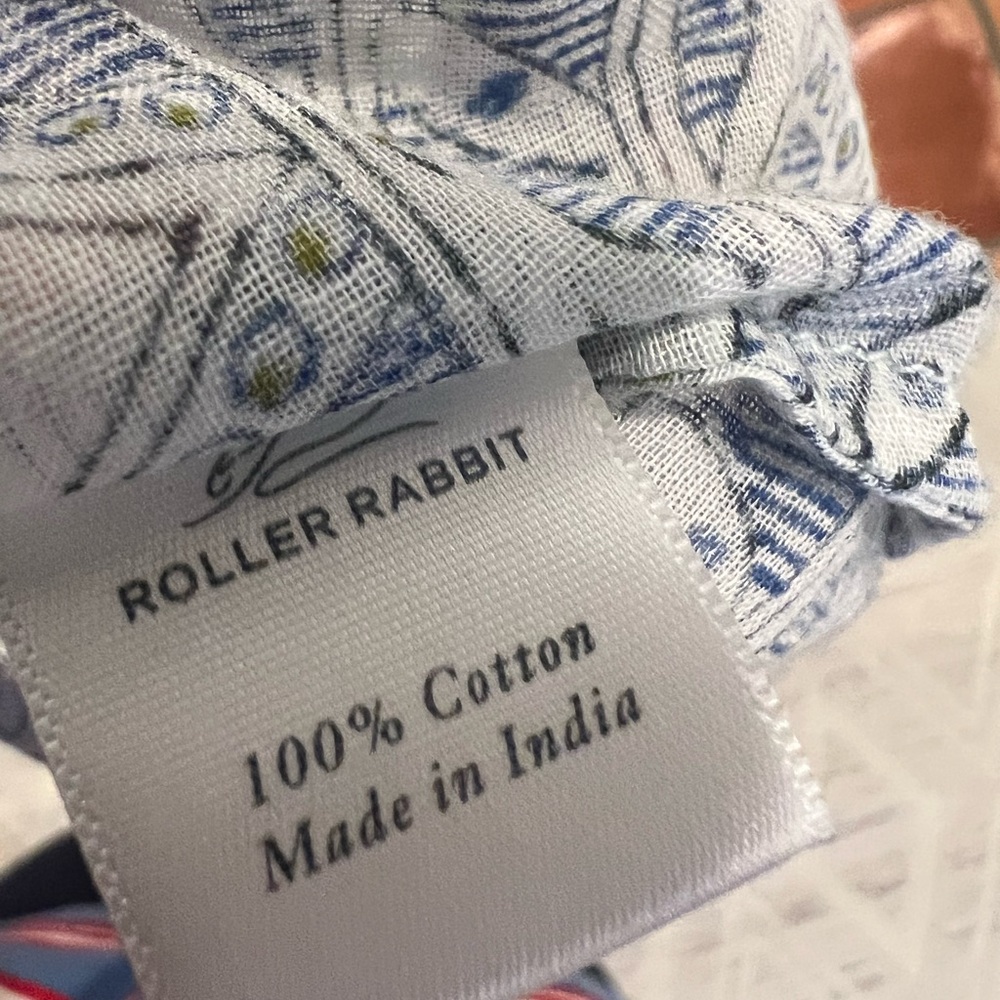 ROLLER RABBIT
100% Cotton
Made in India